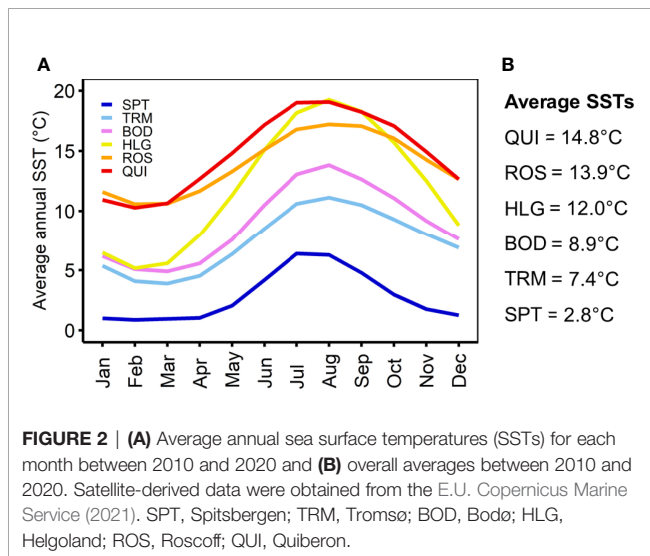 A
B
20
15
10
5
0
Average annual SST (°C)
SPT
TRM
BOD
HLG
ROS
QUI
Jan
Feb
Mar
Apr
May
Jun
Jul
Aug
Sep
Oct
Nov
Dec
Average SSTs
QUI = 14.8°C
ROS = 13.9°C
HLG = 12.0°C
BOD = 8.9°C
TRM = 7.4°C
SPT = 2.8°C
FIGURE 2 | (A) Average annual sea surface temperatures (SSTs) for each
month between 2010 and 2020 and (B) overall averages between 2010 and
2020. Satellite-derived data were obtained from the E.U. Copernicus Marine
Service (2021). SPT, Spitsbergen; TRM, Tromsø; BOD, Bodø; HLG,
Helgoland; ROS, Roscoff; QUI, Quiberon.